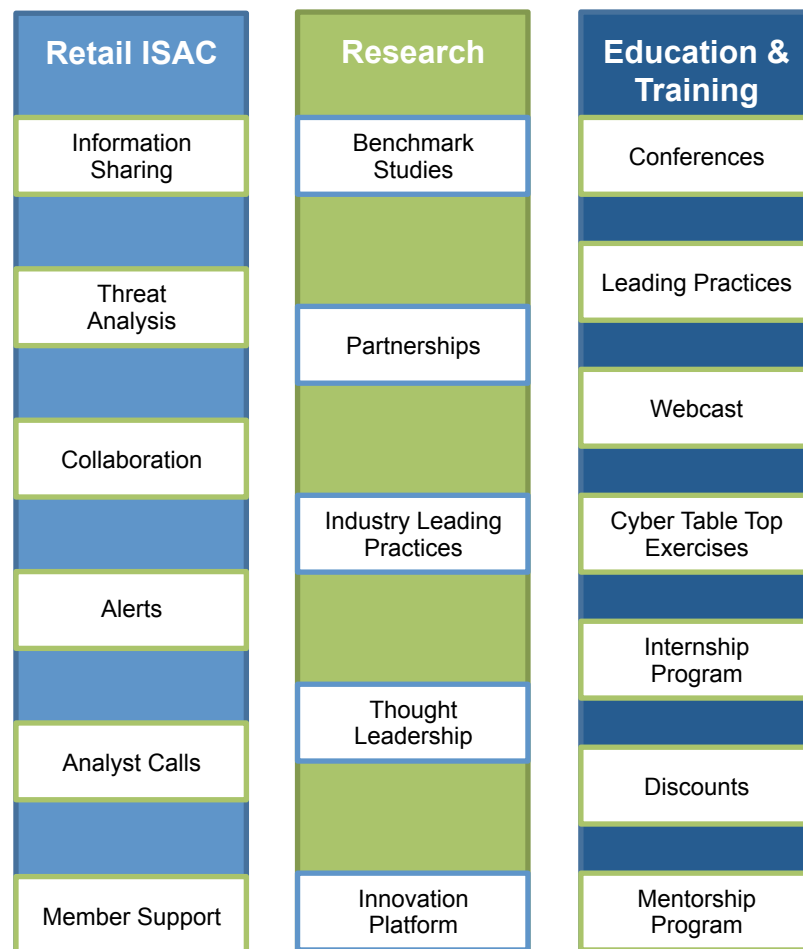 Retail ISAC
Information
Sharing
Threat
Analysis
Collaboration
Alerts
Analyst Calls
Member Support
Research
Benchmark
Studies
Partnerships
Industry Leading
Practices
Thought
Leadership
Innovation
Platform
Education &
Training
Conferences
Leading Practices
Webcast
Cyber Table Top
Exercises
Internship
Program
Discounts
Mentorship
Program